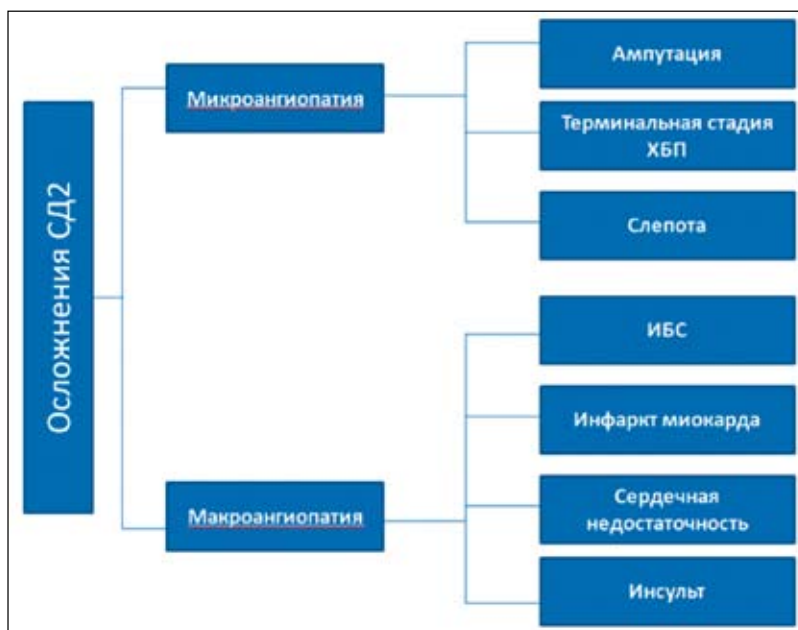 Осложнения СД2
Микроангиопатия
Ампутация
Терминальная стадия
ХБП
Слепота
Макроангиопатия
ИБС
Инфаркт миокарда
Сердечная
недостаточность
Инсульт